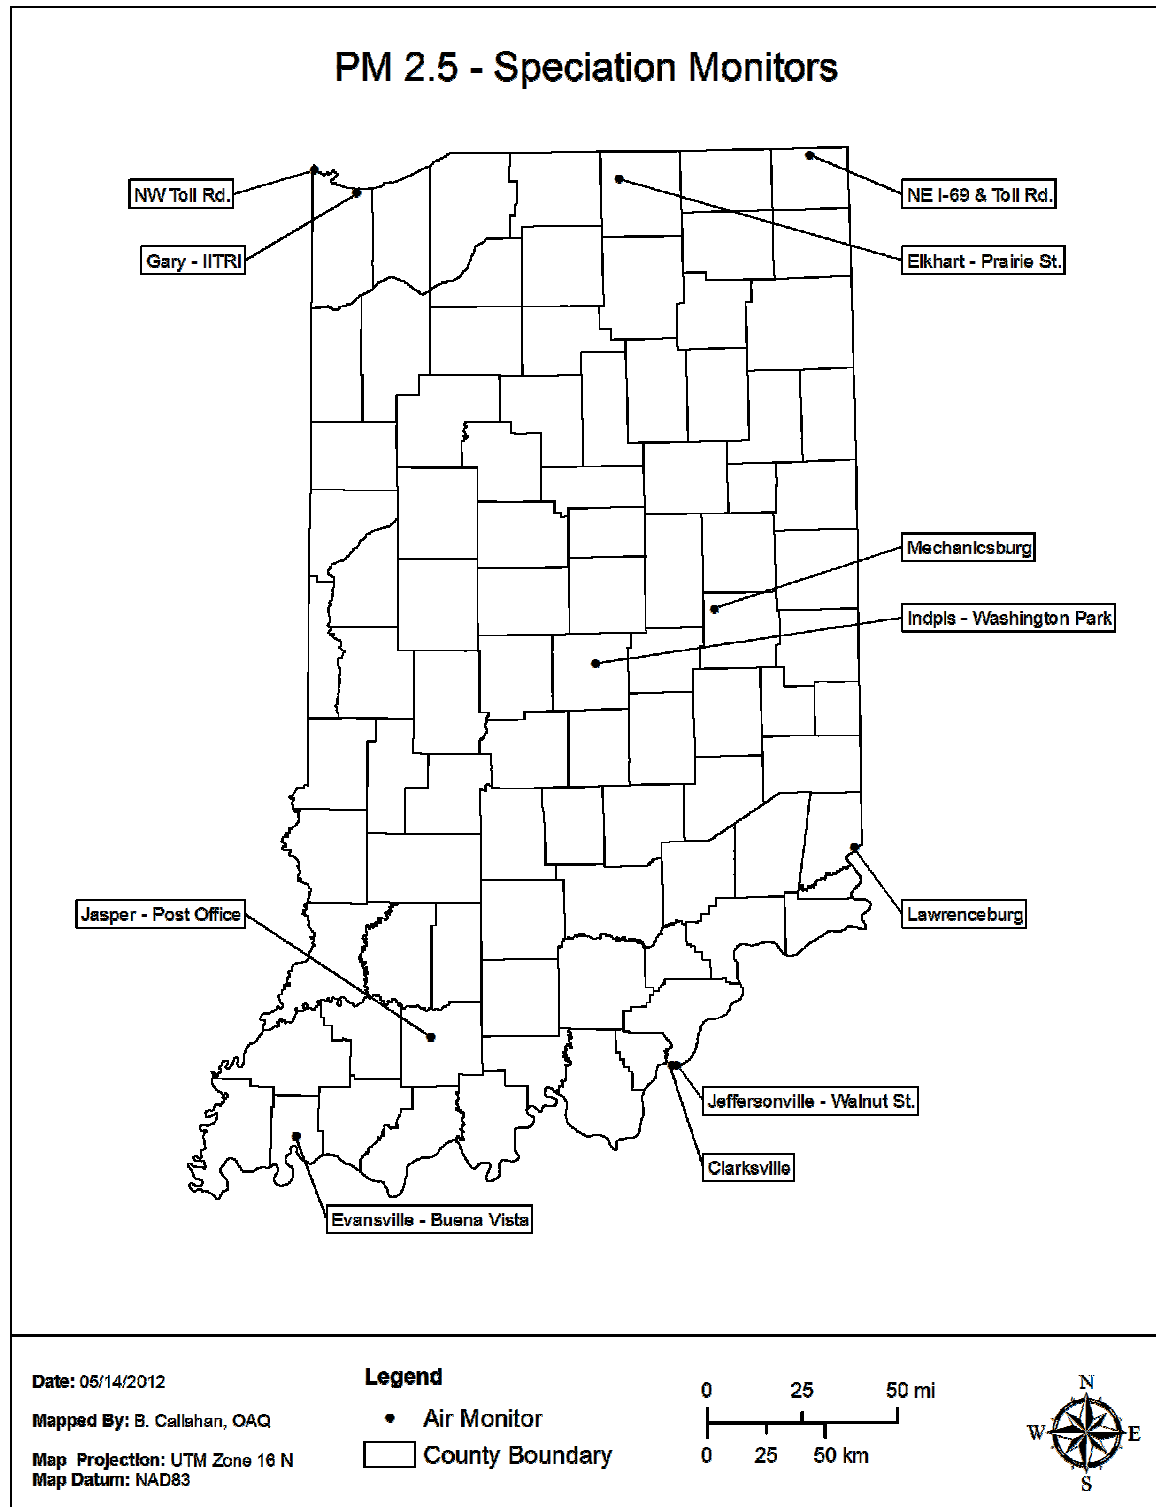 PM 2.5 - Speciation Monitors
NW Toll Rd.
NE I-69 & Toll Rd.
Gary - IITRI
Elkhart - Prairie St.
Mechanicsburg
Indpls - Washington Park
Jasper - Post Office
Lawrenceburg
Jeffersonville - Walnut St.
Clarksville
Evansville - Buena Vista
Date: 05/14/2012
Mapped By: B. Callahan, OAQ
Map Projection: UTM Zone 16 N
Map Datum: NAD83
Legend
Air Monitor
County Boundary
0 25 50 mi
0 25 50 km
N
W E
S